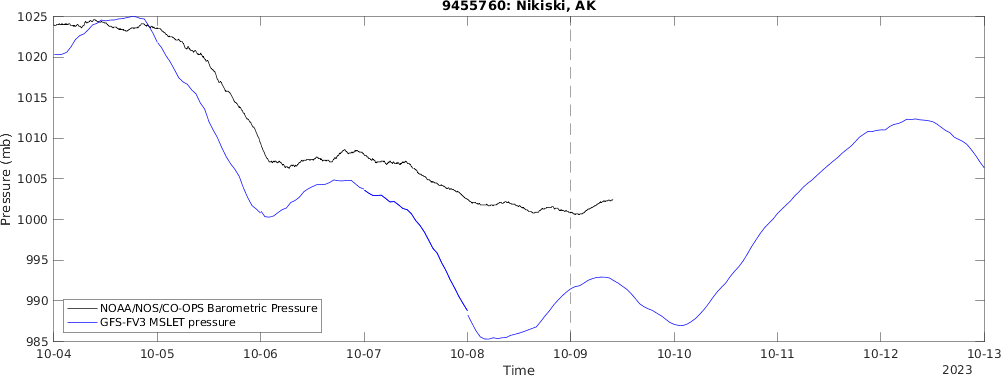 9455760: Nikiski, AK
1025
1020
1015
1010
1005
1000
995
990
985
Pressure (mb)
NOAA/NOS/CO-OPS Barometric Pressure
GFS-FV3 MSLET pressure
10-04 10-05 10-06 10-07 10-08 10-09 10-10 10-11 10-12 10-13
Time
2023